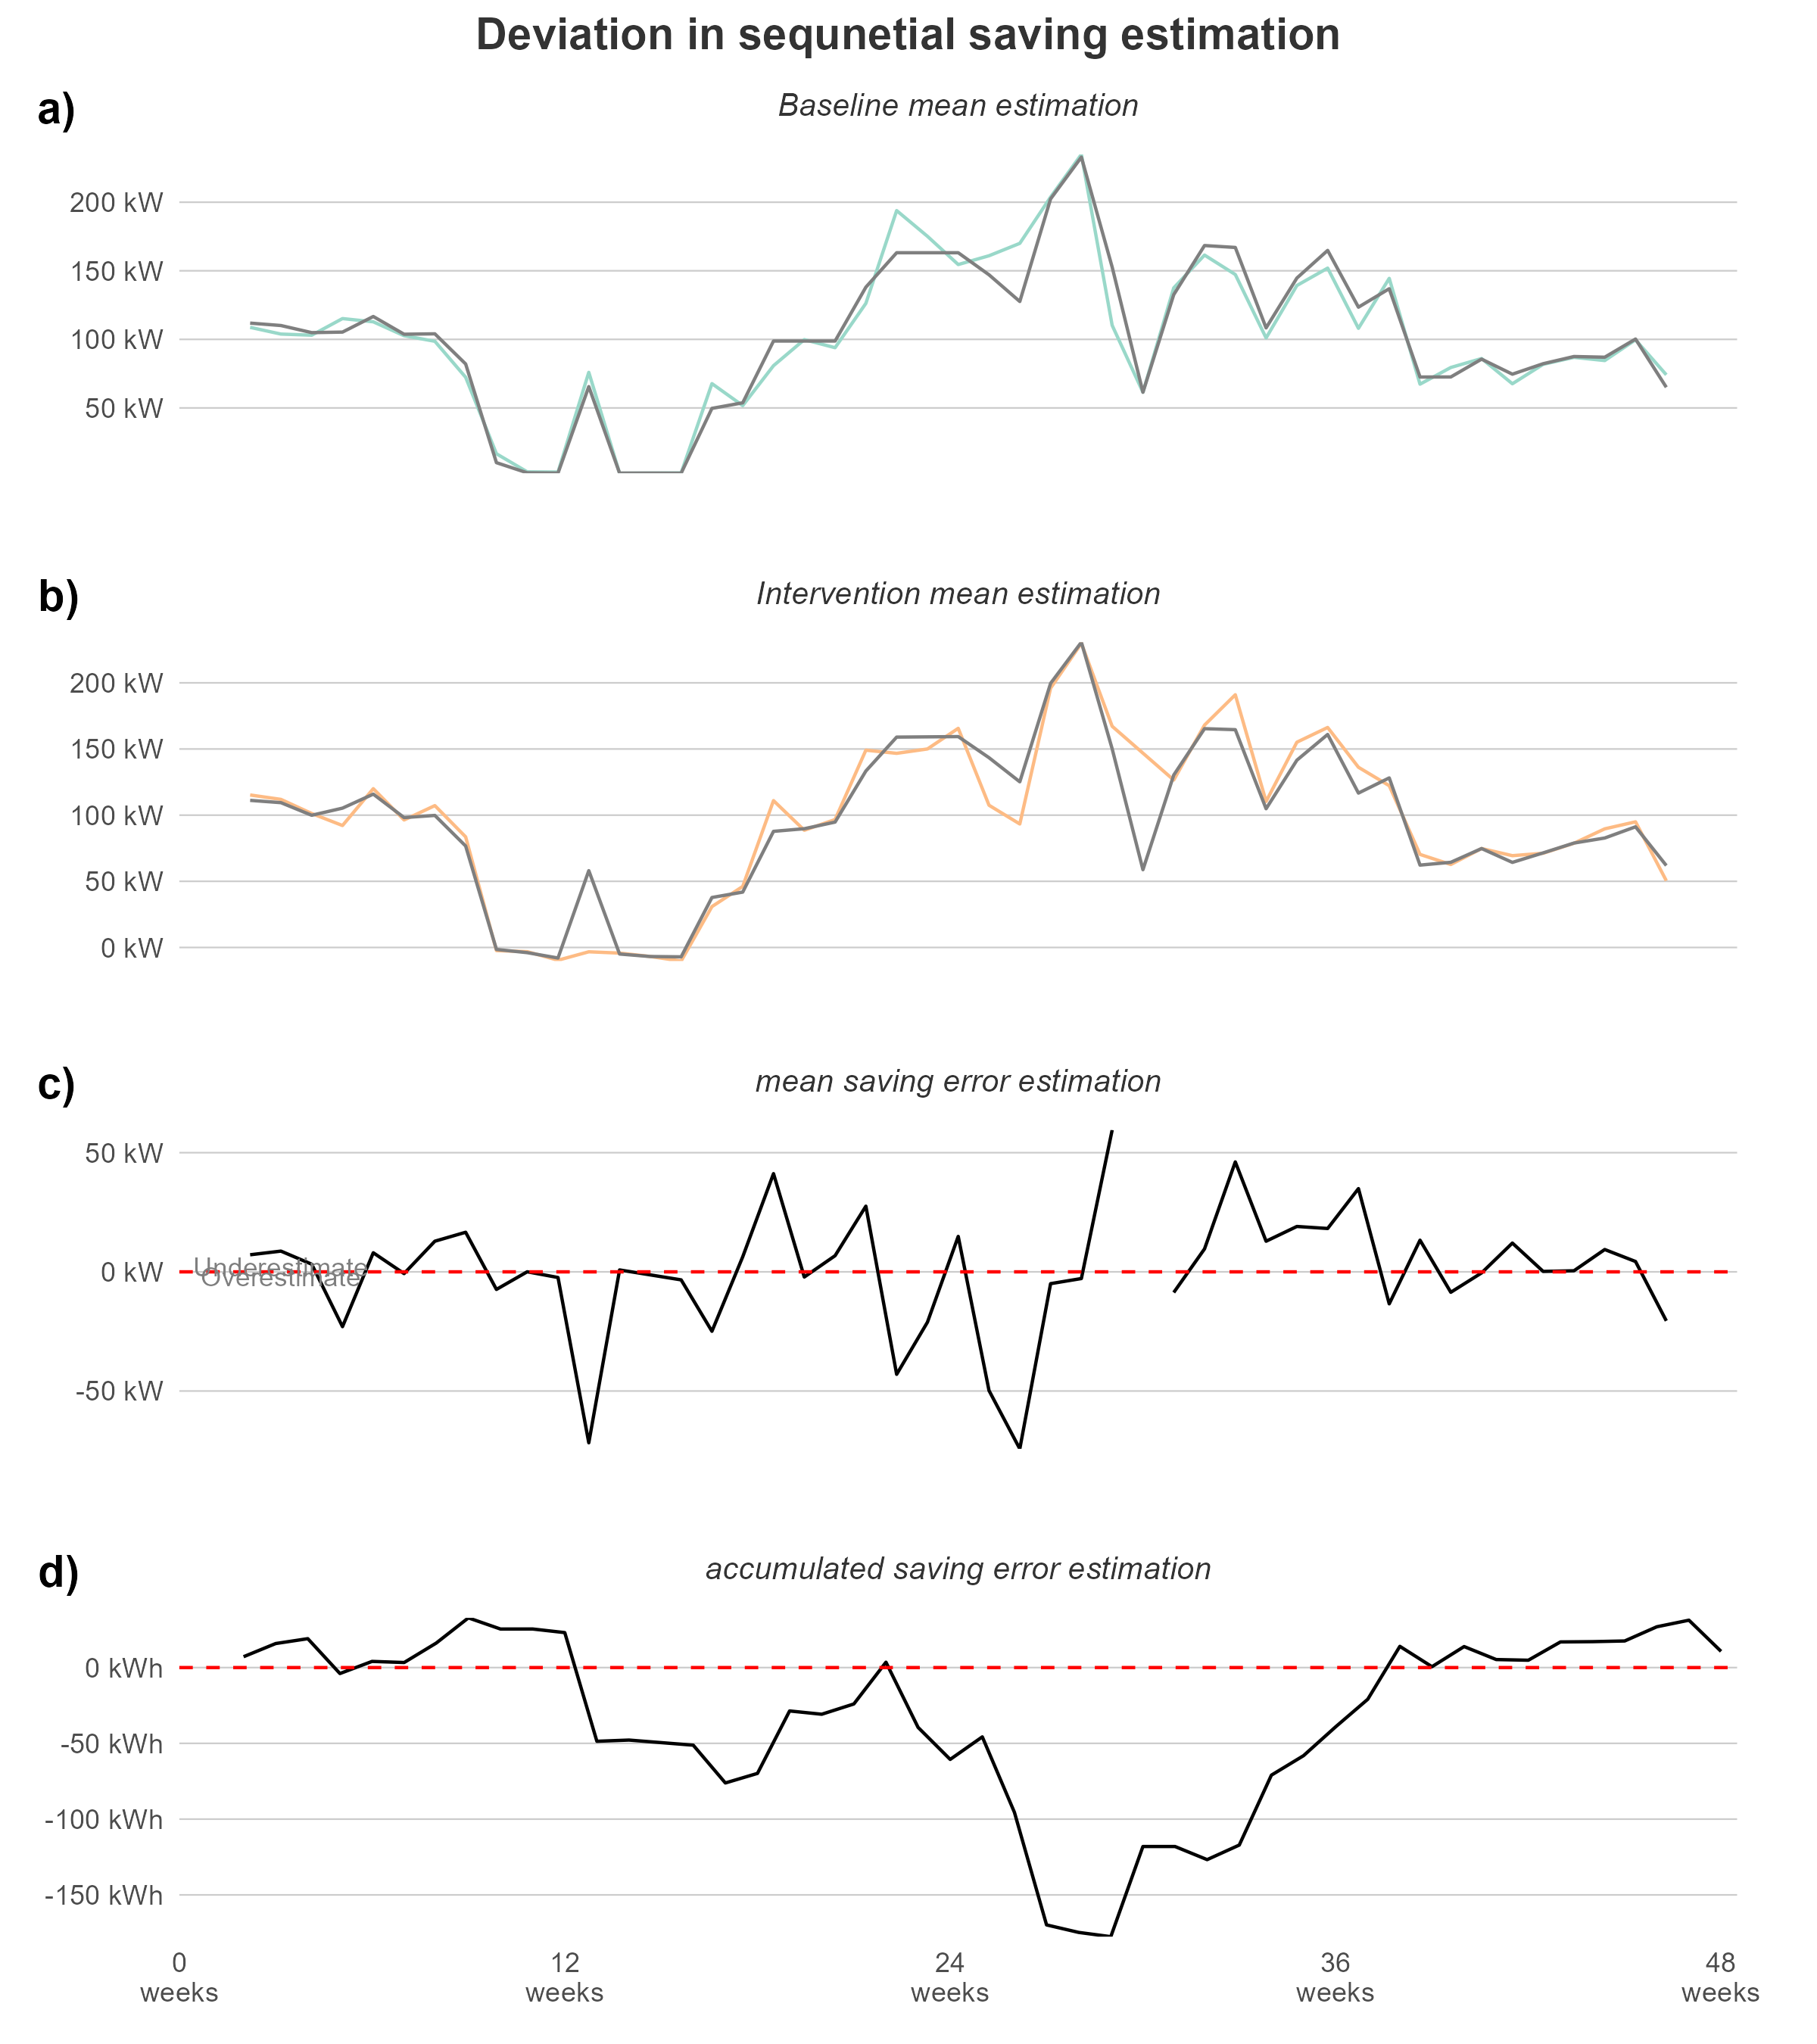 Deviation in sequnetial saving estimation
a)
Baseline mean estimation
200 kW
150 kW
100 kW
50 kW
b)
Intervention mean estimation
200 kW
150 kW
100 kW
50 kW
0 kW
c)
mean saving error estimation
50 kW
Underestimate
0 kW
Overestimate
-50 kW
d)
accumulated saving error estimation
0 kWh
-50 kWh
-100 kWh
-150 kWh
0 12 24 36 48
weeks weeks weeks weeks weeks